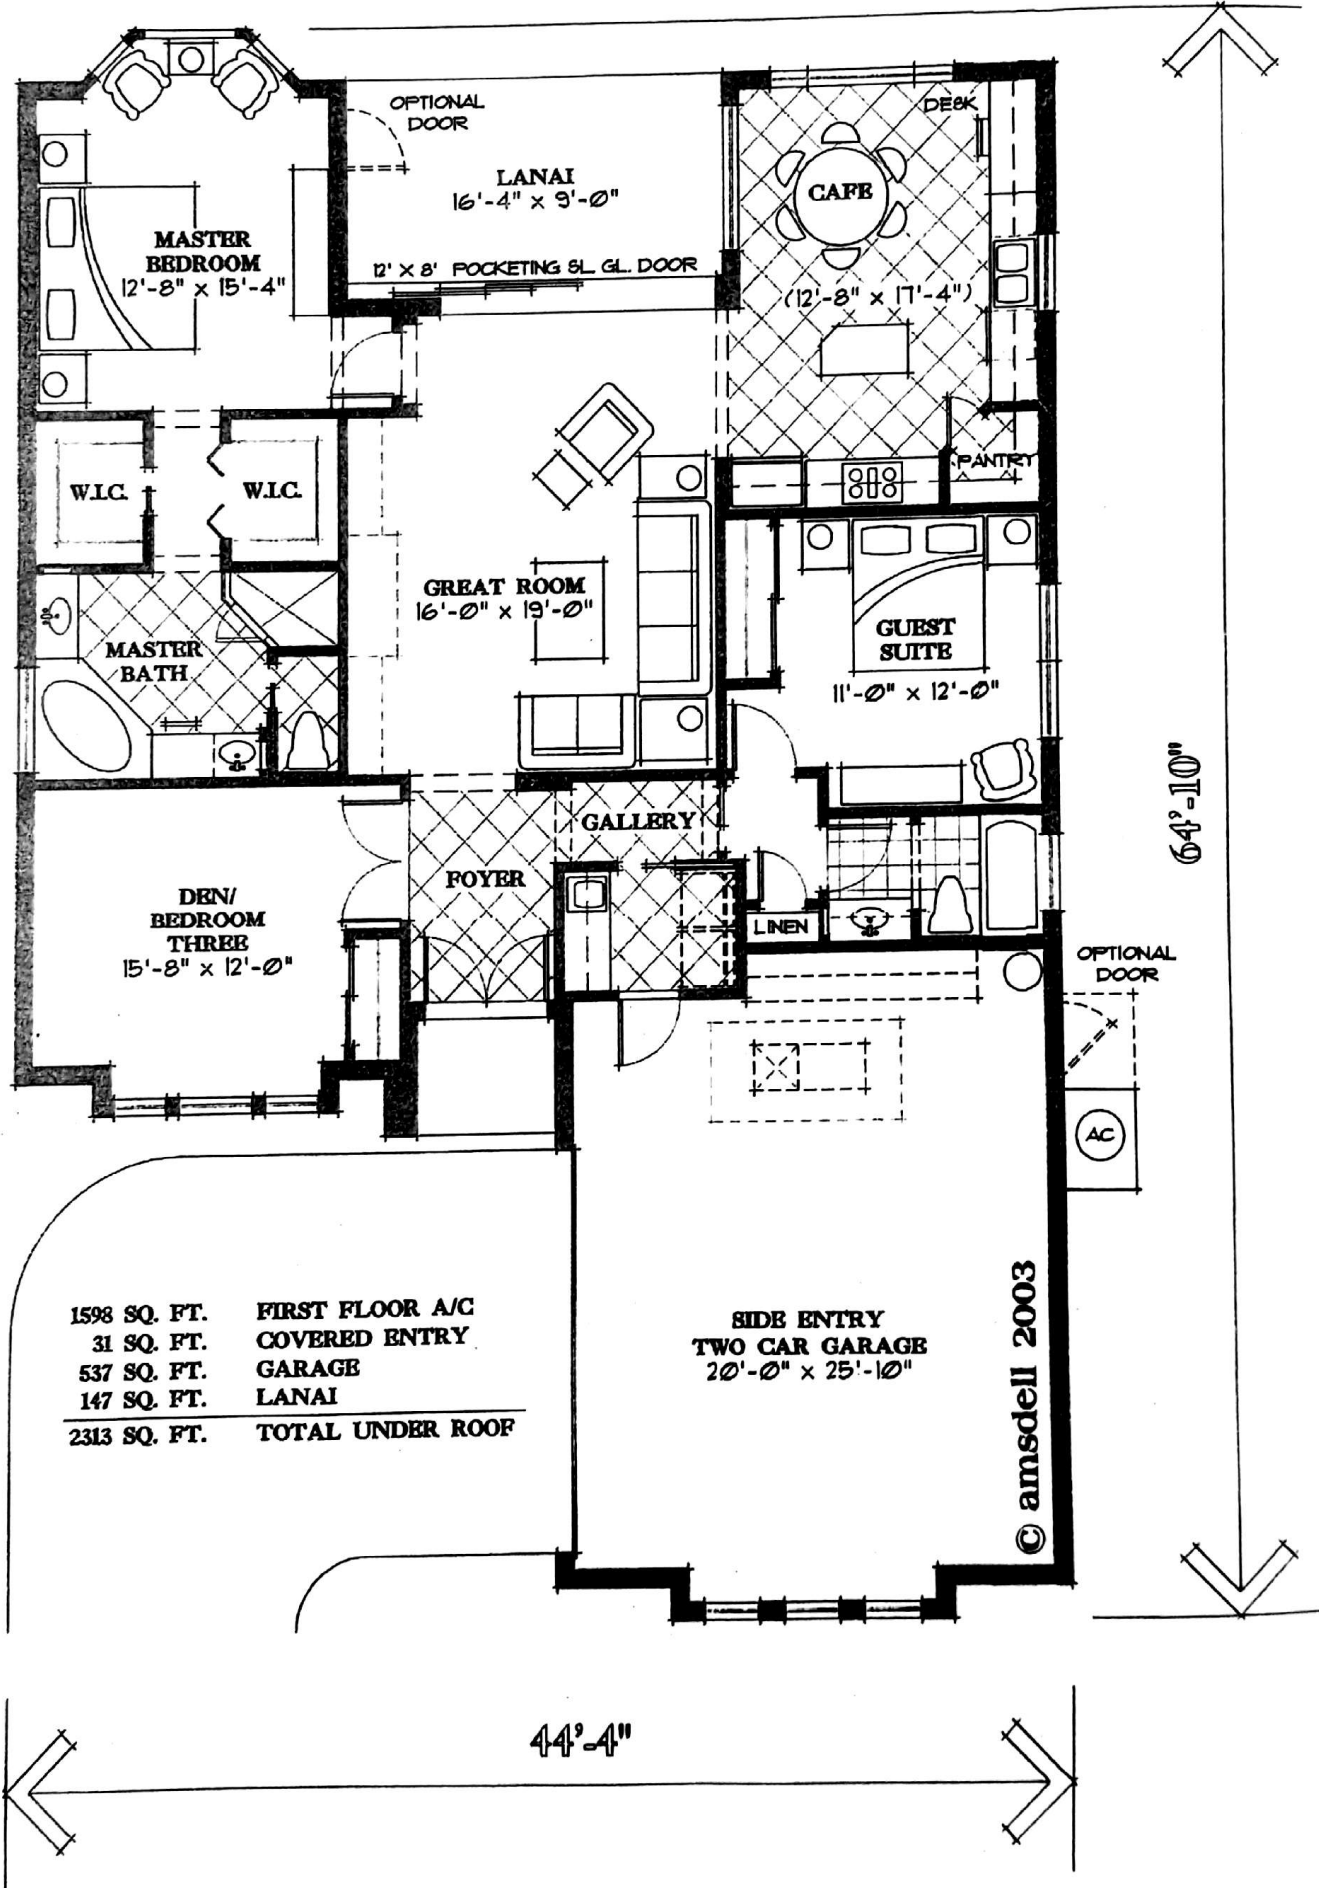 OPTIONAL
DOOR
LANAI
16'-4" x 9'-0"
12' X 8' POCKETING SL. GL. DOOR
DESK
CAFE
(12'-8" x 17'-4")
MASTER
BEDROOM
12'-8" x 15'-4"
W.I.C.
W.I.C.
PANTRY
GREAT ROOM
16'-0" x 19'-0"
GUEST
SUITE
11'-0" x 12'-0"
MASTER
BATH
GALLERY
FOYER
DEN/
BEDROOM
THREE
15'-8" x 12'-0"
LINEN
OPTIONAL
DOOR
AC
64'-10"
1598 SQ. FT. FIRST FLOOR A/C
31 SQ. FT. COVERED ENTRY
537 SQ. FT. GARAGE
147 SQ. FT. LANAI
2313 SQ. FT. TOTAL UNDER ROOF
SIDE ENTRY
TWO CAR GARAGE
20'-0" x 25'-10"
© amsdell 2003
44'-4"